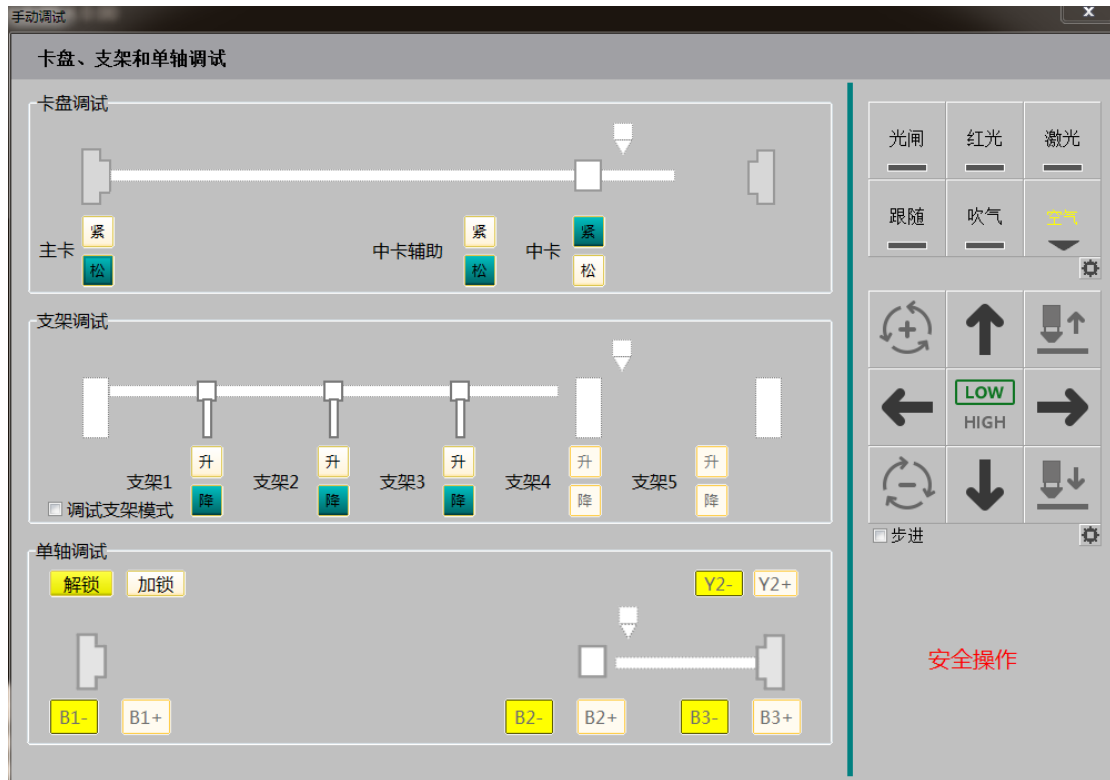 手动调试
x
卡盘、支架和单轴调试
卡盘调试
主卡
紧
松
中卡辅助
紧
松
中卡
紧
松
支架调试
支架1
升
降
支架2
升
降
支架3
升
降
支架4
升
降
支架5
升
降
调试支架模式
单轴调试
解锁 加锁
Y2- Y2+
B1- B1+
B2- B2+
B3- B3+
光闸 红光 激光
跟随 吹气 空气
+
LOW
HIGH
-
步进
安全操作